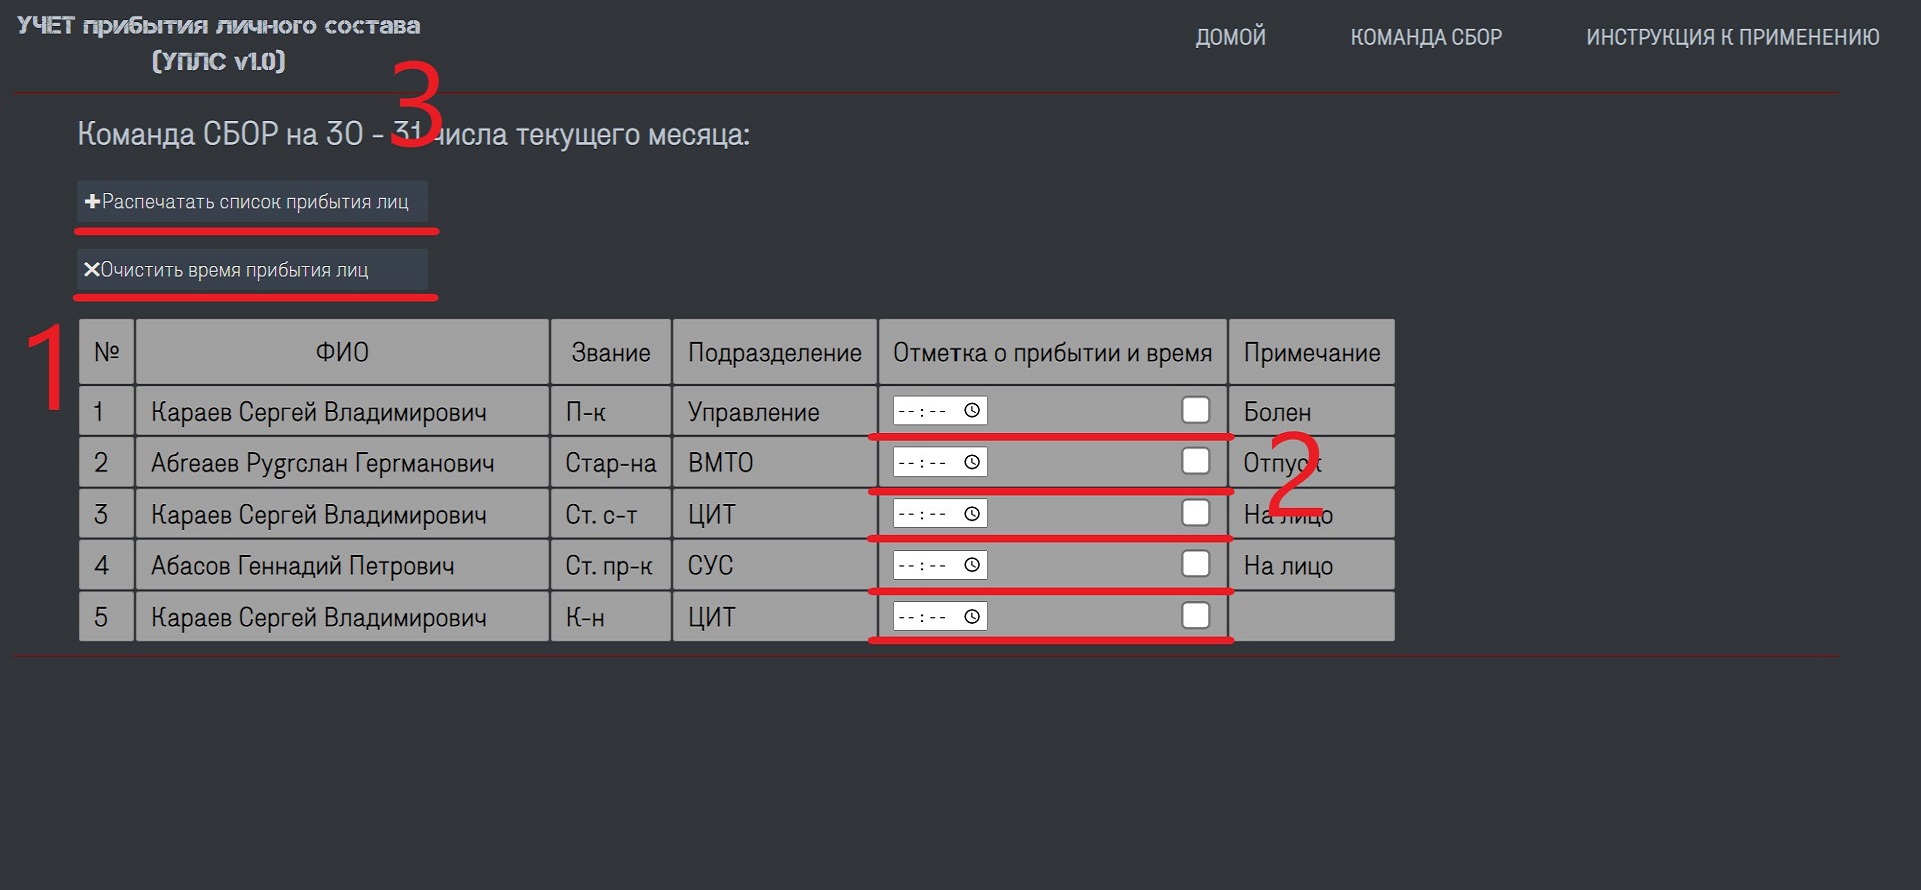 УЧЕТ прибытия личного состава
(УПЛС v1.0)
ДОМОЙ КОМАНДА СБОР ИНСТРУКЦИЯ К ПРИМЕНЕНИЮ
3
Команда СБОР на 30 - 31 числа текущего месяца:
Распечатать список прибытия лиц
Очистить время прибытия лиц
1
№ ФИО Звание Подразделение Отметка о прибытии и время Примечание
1 Караев Сергей Владимирович П-к Управление --:-- Болен
2
2 Абгеаев Руггслан Гергманович Стар-на ВМТО --:-- Отпуск
3 Караев Сергей Владимирович Ст. с-т ЦИТ --:-- На лицо
4 Абасов Геннадий Петрович Ст. пр-к СУС --:-- На лицо
5 Караев Сергей Владимирович К-н ЦИТ --:--